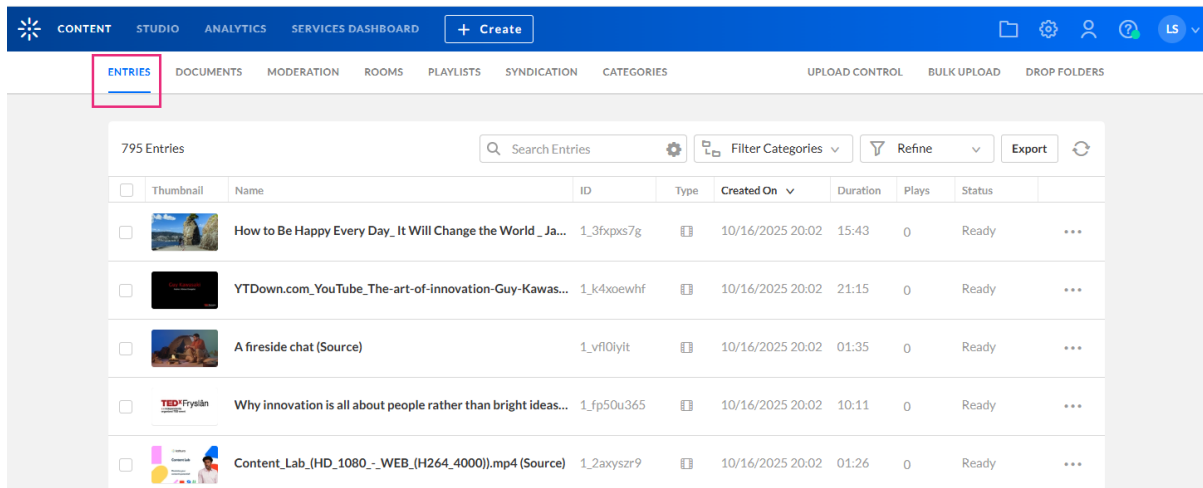 CONTENT STUDIO ANALYTICS SERVICES DASHBOARD + Create LS
ENTRIES DOCUMENTS MODERATION ROOMS PLAYLISTS SYNDICATION CATEGORIES UPLOAD CONTROL BULK UPLOAD DROP FOLDERS
795 Entries Search Entries Filter Categories Refine Export
Thumbnail Name ID Type Created On Duration Plays Status
How to Be Happy Every Day_ It Will Change the World _ Ja... 1_3fxpxs7g 10/16/2025 20:02 15:43 0 Ready
YTDown.com_YouTube_The-art-of-innovation-Guy-Kawas... 1_k4xoewhf 10/16/2025 20:02 21:15 0 Ready
A fireside chat (Source) 1_vfl0iyit 10/16/2025 20:02 01:35 0 Ready
TEDxFryslân Why innovation is all about people rather than bright ideas... 1_fp50u365 10/16/2025 20:02 10:11 0 Ready
Content_Lab_(HD_1080_-_WEB_(H264_4000)).mp4 (Source) 1_2axyszr9 10/16/2025 20:02 01:26 0 Ready